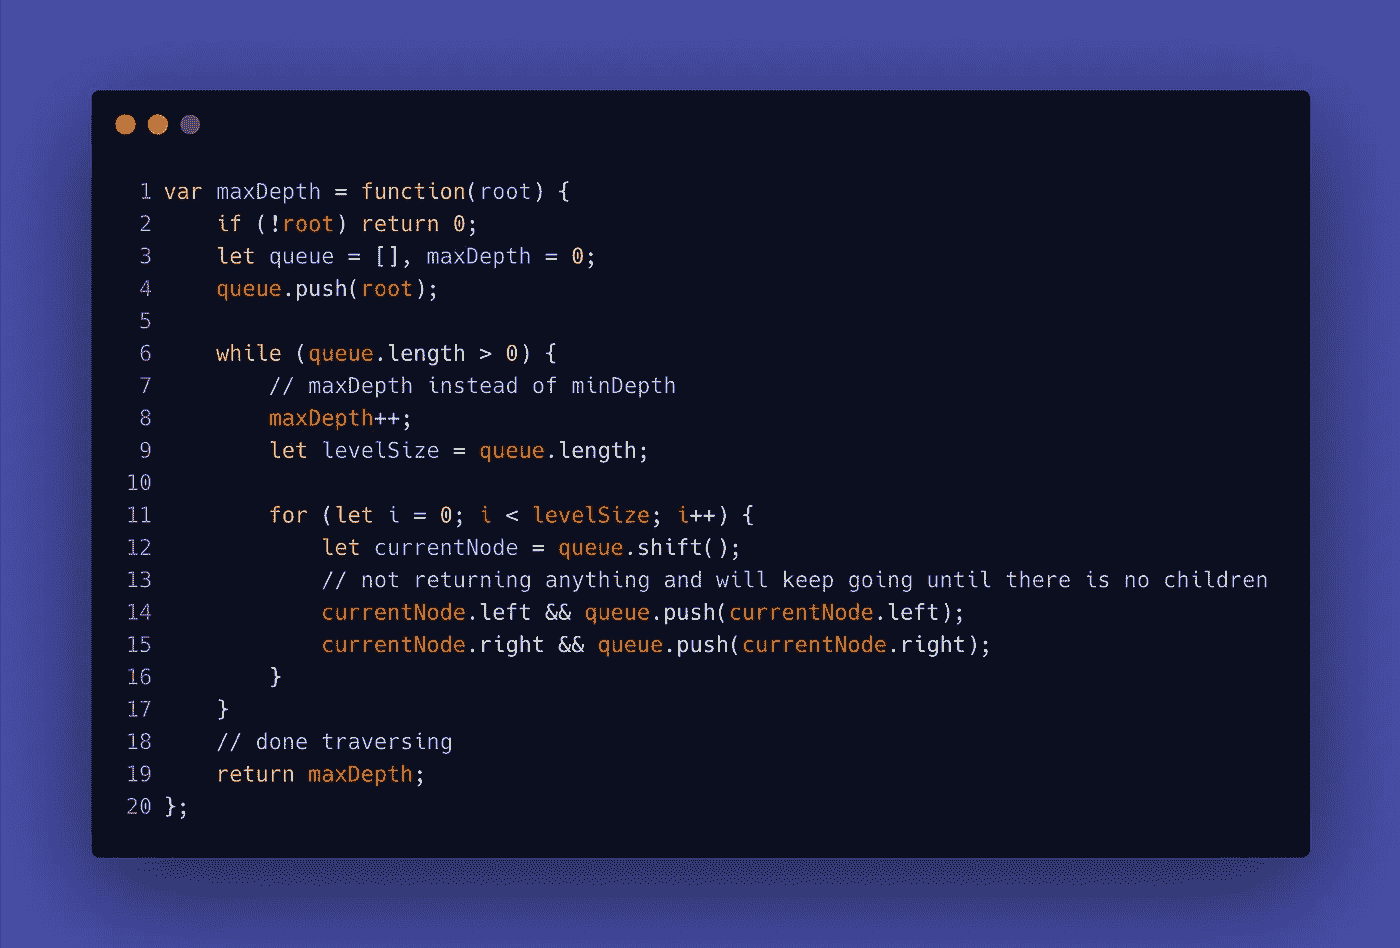 1 var maxDepth = function(root) {
2     if (!root) return 0;
3     let queue = [], maxDepth = 0;
4     queue.push(root);
5
6     while (queue.length > 0) {
7         // maxDepth instead of minDepth
8         maxDepth++;
9         let levelSize = queue.length;
10
11         for (let i = 0; i < levelSize; i++) {
12             let currentNode = queue.shift();
13             // not returning anything and will keep going until there is no children
14             currentNode.left && queue.push(currentNode.left);
15             currentNode.right && queue.push(currentNode.right);
16         }
17     }
18     // done traversing
19     return maxDepth;
20 };